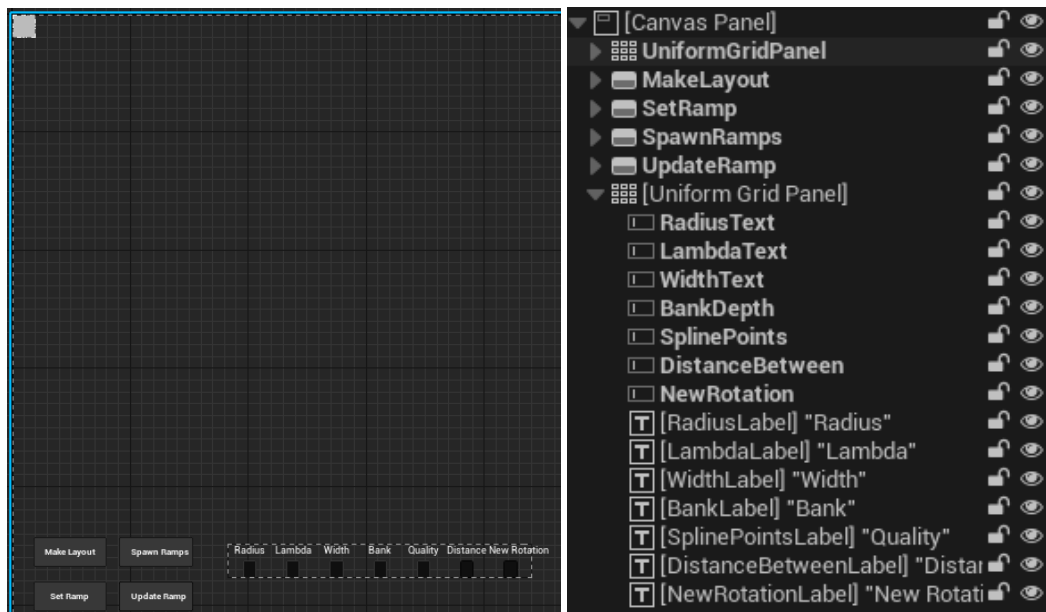 Make Layout
Spawn Ramps
Set Ramp
Update Ramp
Radius Lambda Width Bank Quality Distance New Rotation
[Canvas Panel]
UniformGridPanel
MakeLayout
SetRamp
SpawnRamps
UpdateRamp
[Uniform Grid Panel]
RadiusText
LambdaText
WidthText
BankDepth
SplinePoints
DistanceBetween
NewRotation
[RadiusLabel] "Radius"
[LambdaLabel] "Lambda"
[WidthLabel] "Width"
[BankLabel] "Bank"
[SplinePointsLabel] "Quality"
[DistanceBetweenLabel] "Distar
[NewRotationLabel] "New Rotati